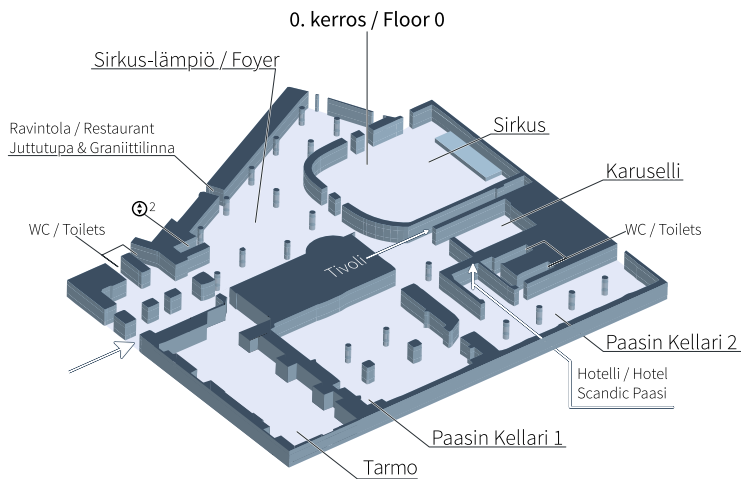 0. kerros / Floor 0
Sirkus-lämpiö / Foyer
Sirkus
Ravintola / Restaurant
Juttutupa & Graniittilinna
Karuselli
2
WC / Toilets
WC / Toilets
Tivoli
Paasin Kellari 2
Hotelli / Hotel
Scandic Paasi
Paasin Kellari 1
Tarmo